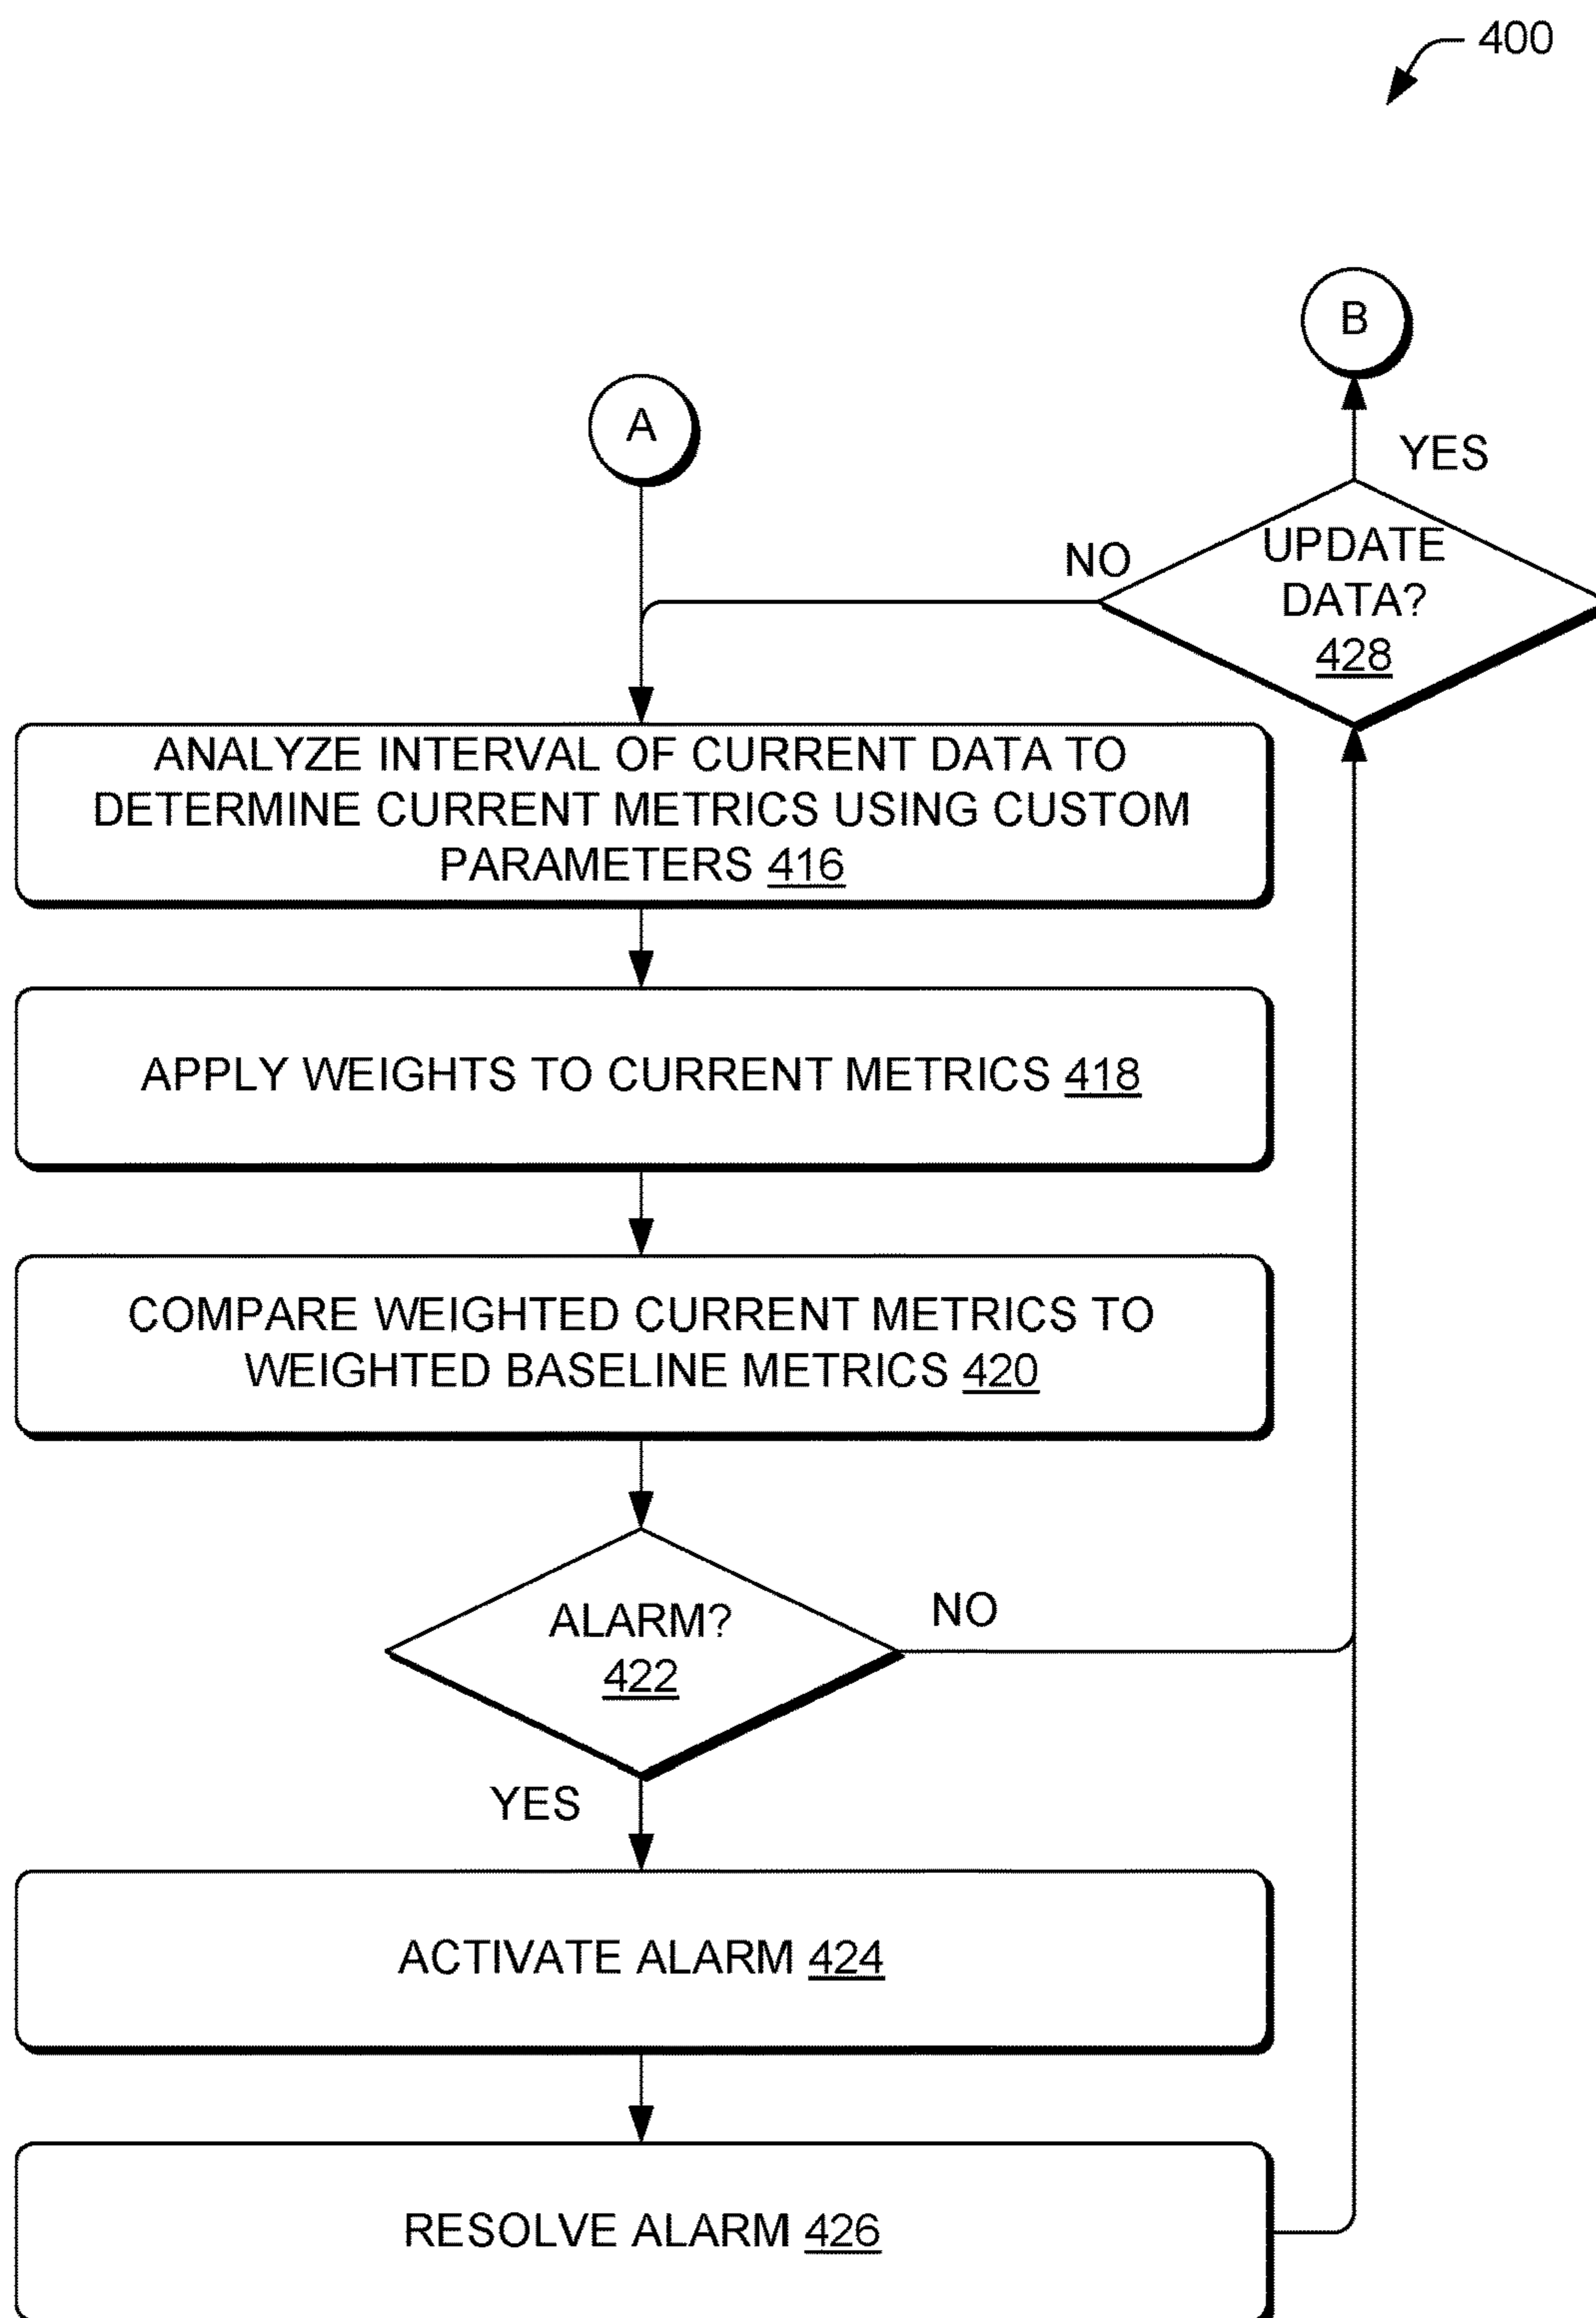 400
B
A
YES
NO
UPDATE
DATA?
428
ANALYZE INTERVAL OF CURRENT DATA TO
DETERMINE CURRENT METRICS USING CUSTOM
PARAMETERS 416
APPLY WEIGHTS TO CURRENT METRICS 418
COMPARE WEIGHTED CURRENT METRICS TO
WEIGHTED BASELINE METRICS 420
ALARM?
422
NO
YES
ACTIVATE ALARM 424
RESOLVE ALARM 426